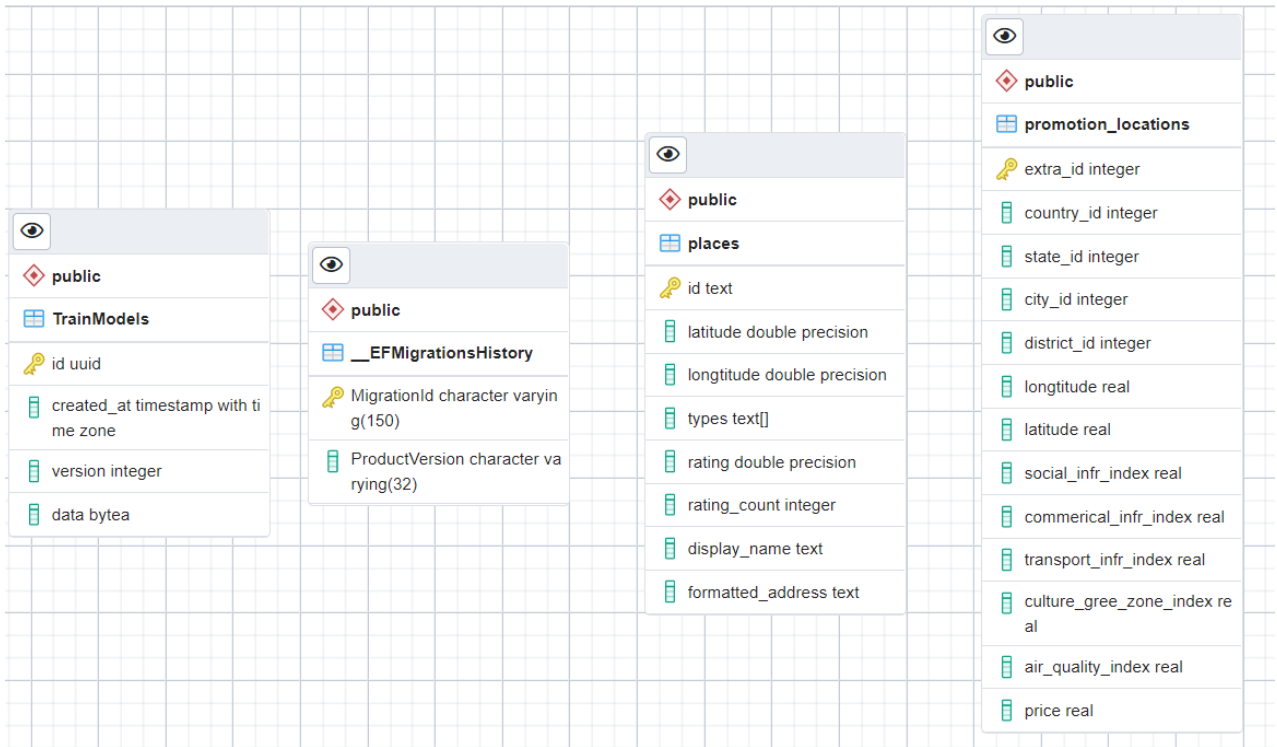 public
TrainModels
id uuid
created_at timestamp with ti
me zone
version integer
data bytea
public
__EFMigrationsHistory
MigrationId character varyin
g(150)
ProductVersion character va
rying(32)
public
places
id text
latitude double precision
longtitude double precision
types text[]
rating double precision
rating_count integer
display_name text
formatted_address text
public
promotion_locations
extra_id integer
country_id integer
state_id integer
city_id integer
district_id integer
longtitude real
latitude real
social_infr_index real
commerical_infr_index real
transport_infr_index real
culture_gree_zone_index re
al
air_quality_index real
price real